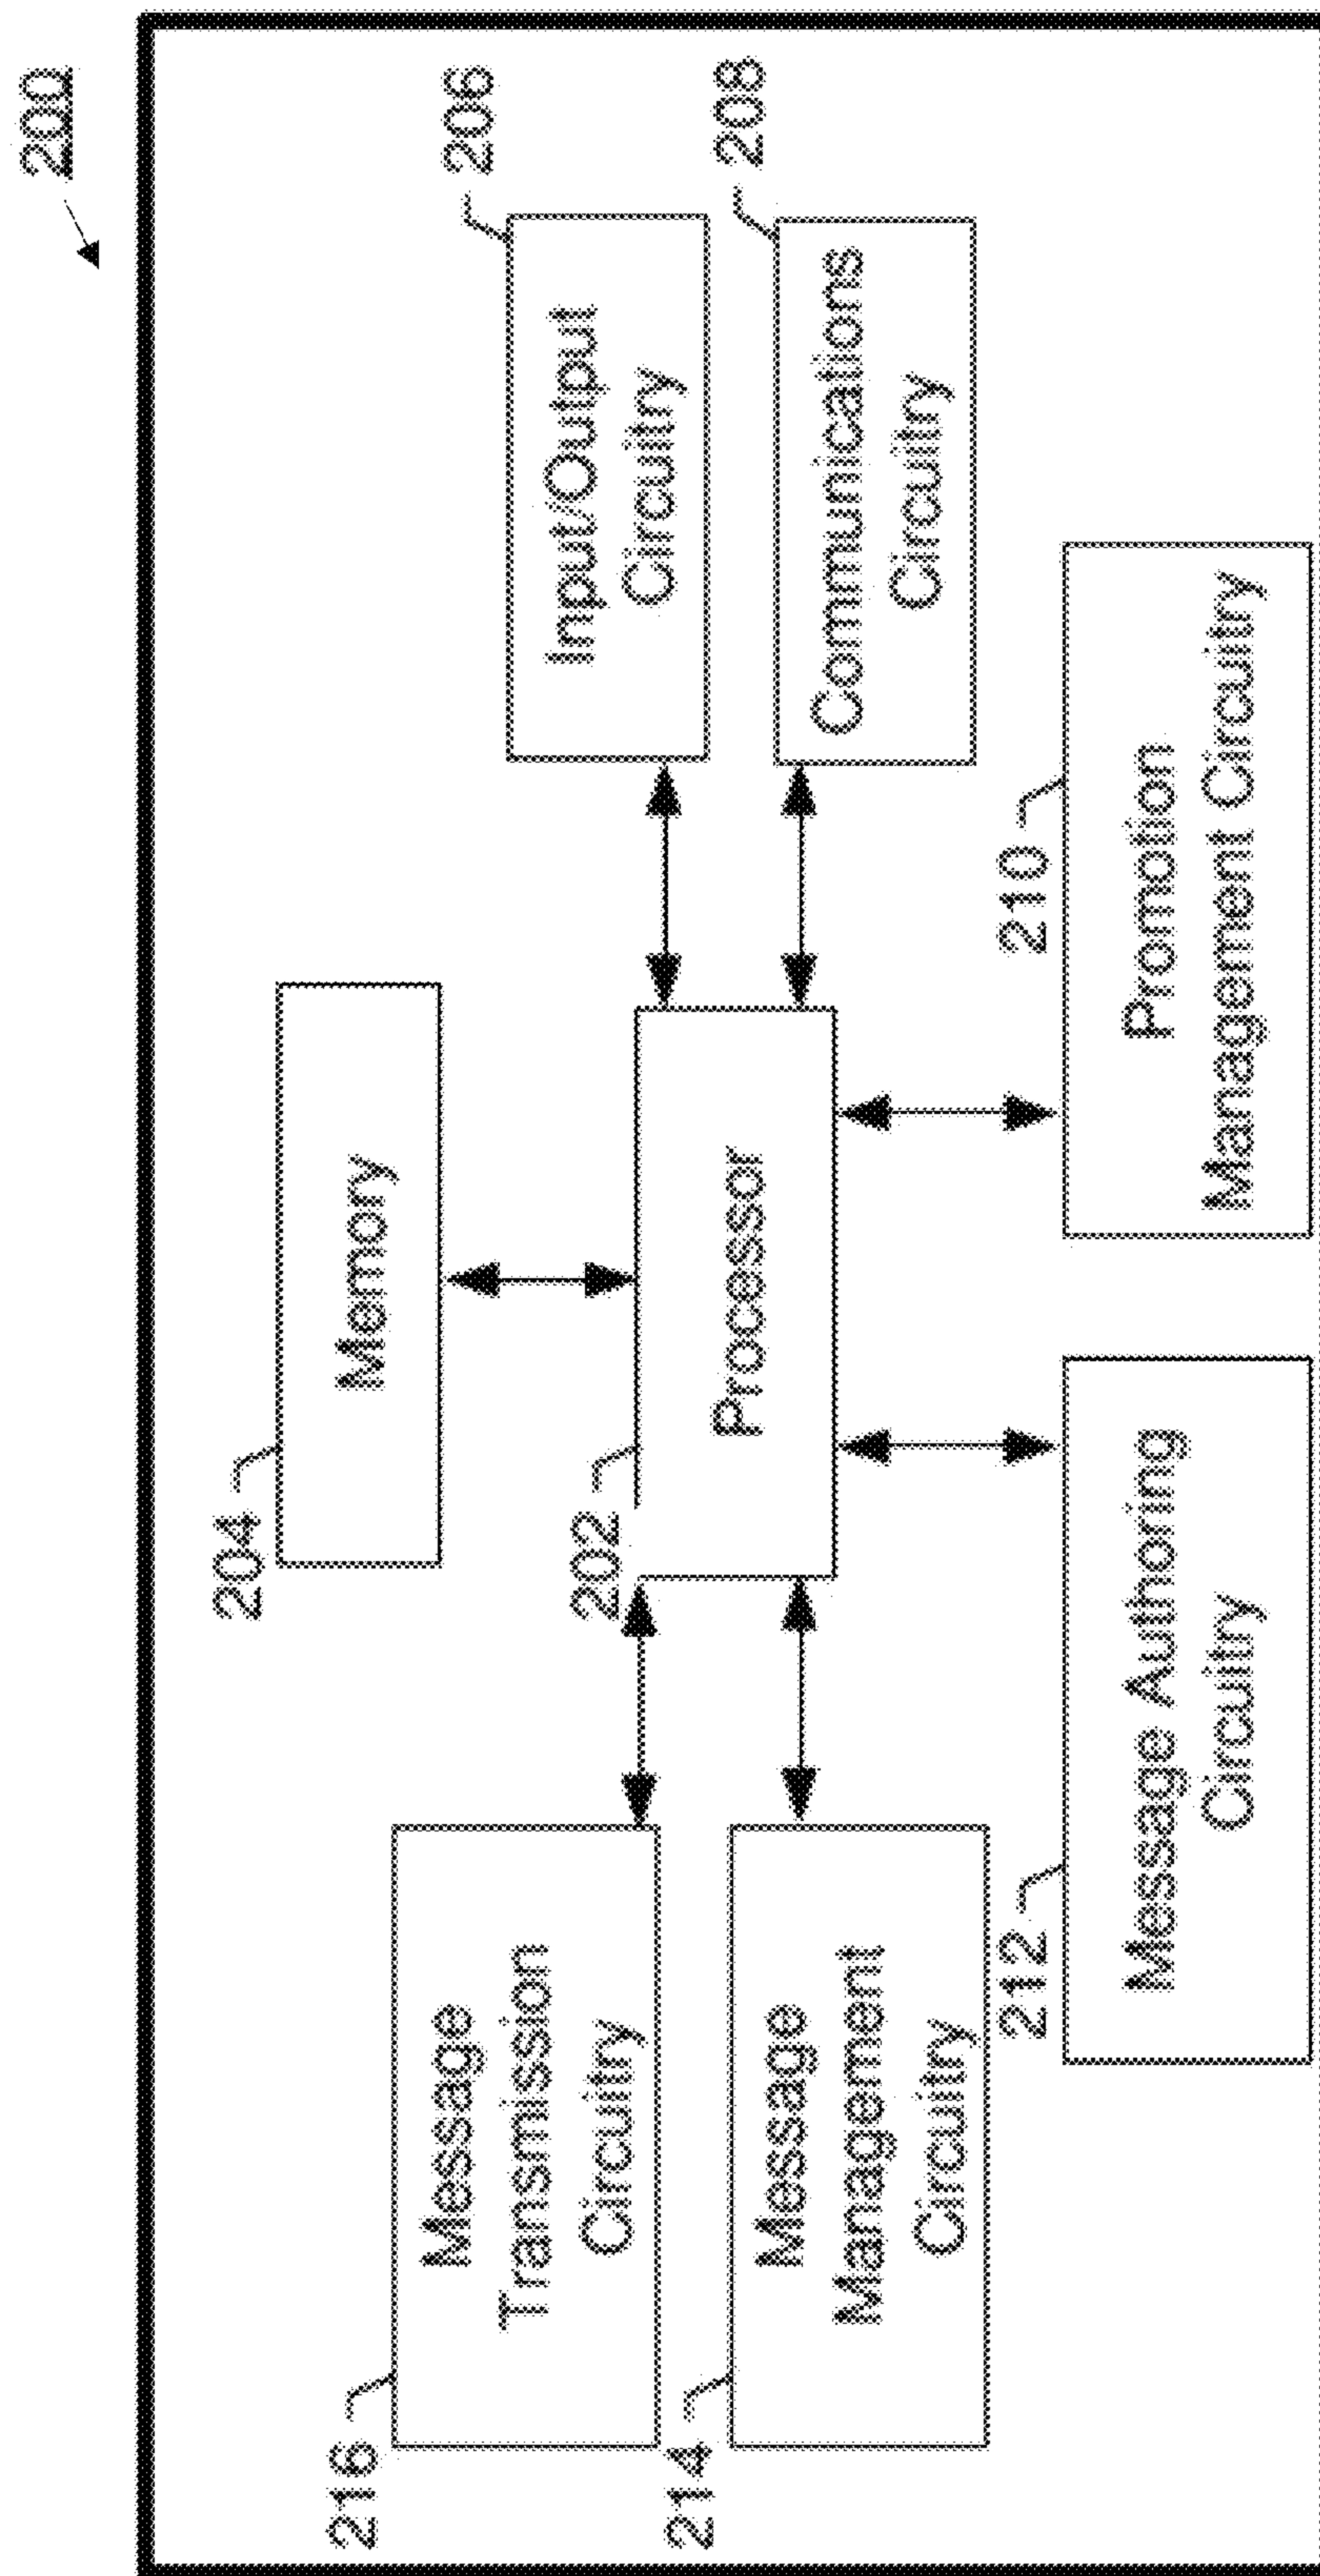 200
204
Memory
206
Input/Output
Circuitry
216
Message
Transmission
Circuitry
202
Processor
208
Communications
Circuitry
214
Message
Management
Circuitry
212
Message Authoring
Circuitry
210
Promotion
Management Circuitry